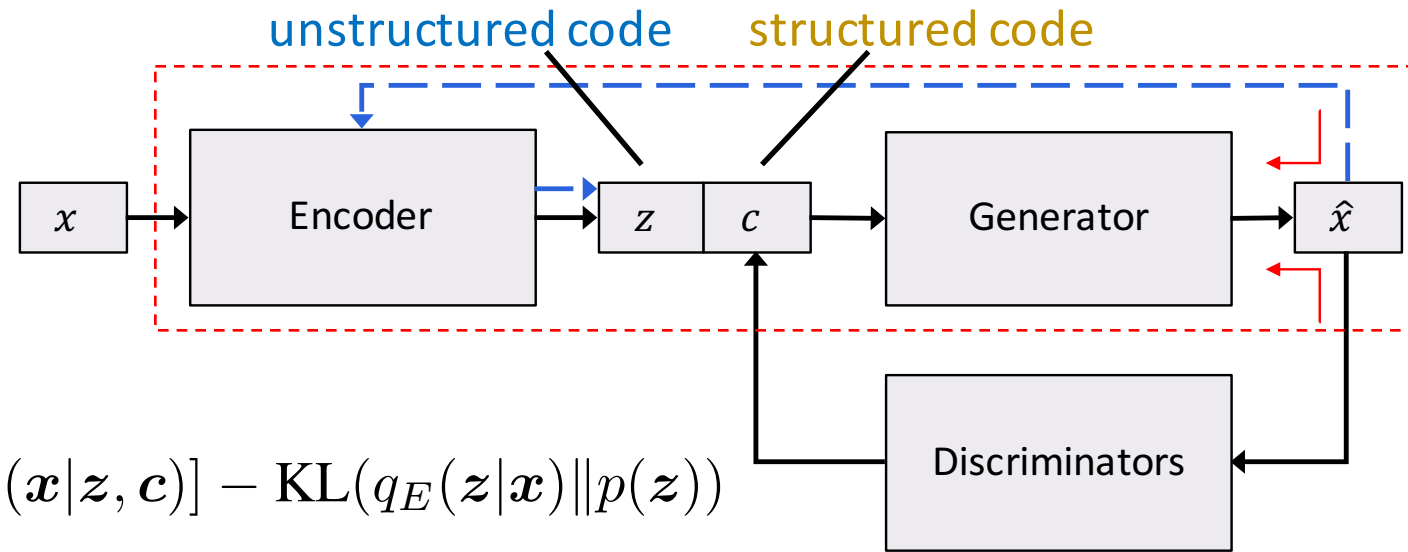 unstructured code structured code
x Encoder z c Generator x̂
Discriminators
(x|z, c)] − KL(q_E(z|x)‖p(z))